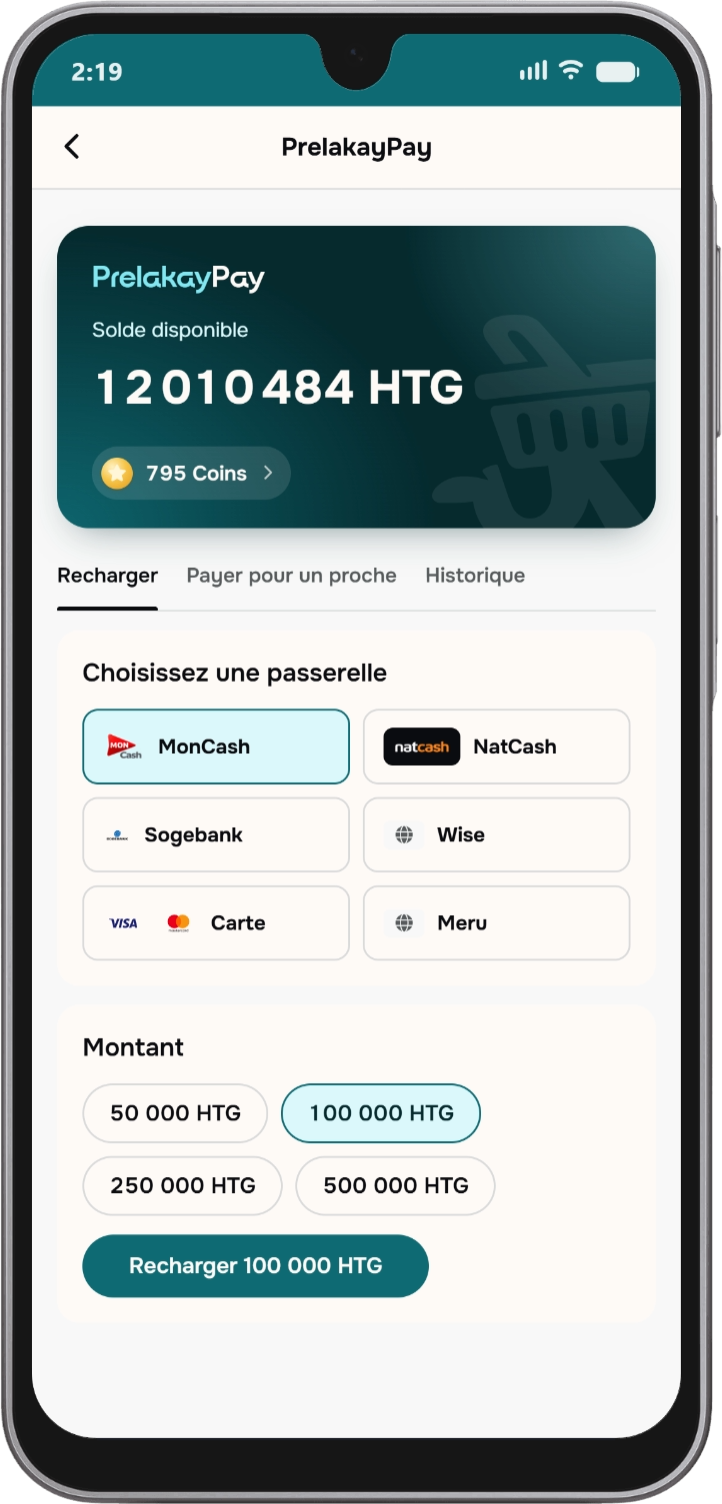 2:19
PrelakayPay
PrelakayPay
Solde disponible
12 010 484 HTG
795 Coins
Recharger Payer pour un proche Historique
Choisissez une passerelle
MON Cash MonCash natcash NatCash
Sogebank Wise
VISA Carte Meru
Montant
50 000 HTG 100 000 HTG
250 000 HTG 500 000 HTG
Recharger 100 000 HTG